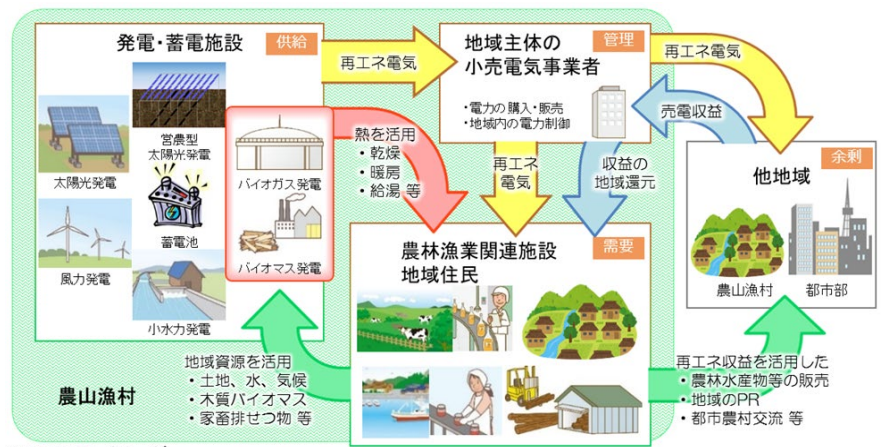 発電・蓄電施設
供給
営農型
太陽光発電
太陽光発電
バイオガス発電
蓄電池
風力発電
バイオマス発電
小水力発電
再エネ電気
地域主体の
小売電気事業者
管理
・電力の購入・販売
・地域内の電力制御
再エネ電気
売電収益
熱を活用
・乾燥
・暖房
・給湯 等
再エネ
電気
収益の
地域還元
他地域
余剰
農山漁村
都市部
農林漁業関連施設
地域住民
需要
地域資源を活用
・土地、水、気候
・木質バイオマス
・家畜排せつ物 等
農山漁村
再エネ収益を活用した
・農林水産物等の販売
・地域のPR
・都市農村交流 等